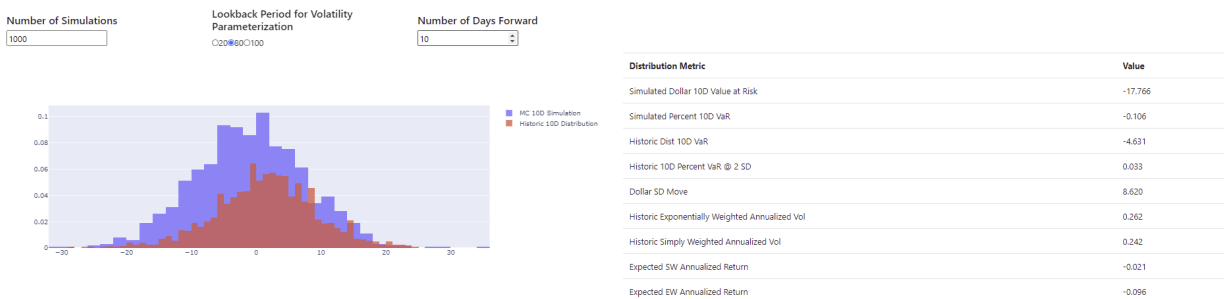 Number of Simulations
1000
Lookback Period for Volatility
Parameterization
20 60 100
Number of Days Forward
10
0.1
0.08
0.06
0.04
0.02
0
−30
−20
−10
0
10
20
30
MC 10D Simulation
Historic 10D Distribution
Distribution Metric Value
Simulated Dollar 10D Value at Risk -17.766
Simulated Percent 10D VaR -0.106
Historic Dist 10D VaR -4.631
Historic 10D Percent VaR @ 2 SD 0.033
Dollar SD Move 8.620
Historic Exponentially Weighted Annualized Vol 0.262
Historic Simply Weighted Annualized Vol 0.242
Expected SW Annualized Return -0.021
Expected EW Annualized Return -0.096